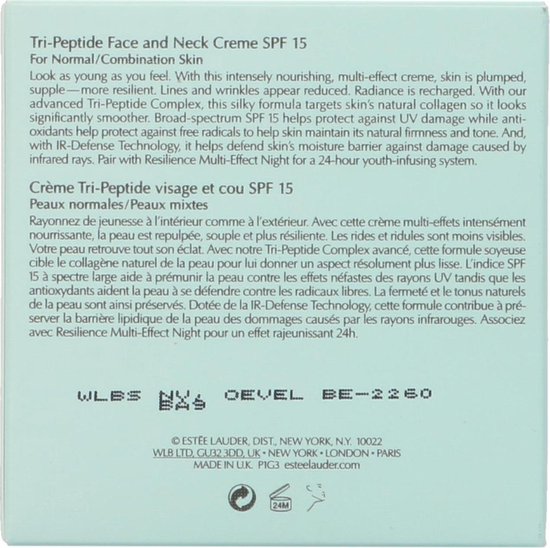 Tri-Peptide Face and Neck Creme SPF 15
For Normal/Combination Skin
Look as young as you feel. With this intensely nourishing, multi-effect creme, skin is plumped,
supple—more resilient. Lines and wrinkles appear reduced. Radiance is recharged. With our
advanced Tri-Peptide Complex, this silky formula targets skin's natural collagen so it looks
significantly smoother. Broad-spectrum SPF 15 helps protect against UV damage while anti-
oxidants help protect against free radicals to help skin maintain its natural firmness and tone. And,
with IR-Defense Technology, it helps defend skin's moisture barrier against damage caused by
infrared rays. Pair with Resilience Multi-Effect Night for a 24-hour youth-infusing system.
Crème Tri-Peptide visage et cou SPF 15
Peaux normales/Peaux mixtes
Rayonnez de jeunesse à l'intérieur comme à l'extérieur. Avec cette crème multi-effets intensément
nourrissante, la peau est repulpée, souple et plus résiliente. Les rides et ridules sont moins visibles.
Votre peau retrouve tout son éclat. Avec notre Tri-Peptide Complex avancé, cette formule soyeuse
cible le collagène naturel de la peau pour lui donner un aspect résolument plus lisse. L'indice SPF
15 à spectre large aide à prémunir la peau contre les effets néfastes des rayons UV tandis que les
antioxydants aident la peau à se défendre contre les radicaux libres. La fermeté et le tonus naturels
de la peau sont ainsi préservés. Dotée de la IR-Defense Technology, cette formule contribue à pré-
server la barrière lipidique de la peau des dommages causés par les rayons infrarouges. Associez
avec Resilience Multi-Effect Night pour un effet rajeunissant 24h.
WLBS NV, OEVEL BE-2260
BA9
© ESTÉE LAUDER, DIST., NEW YORK, N.Y. 10022
WLB LTD, GU32 3DD, UK • NEW YORK • LONDON • PARIS
MADE IN U.K. P1G3 esteelauder.com
24M